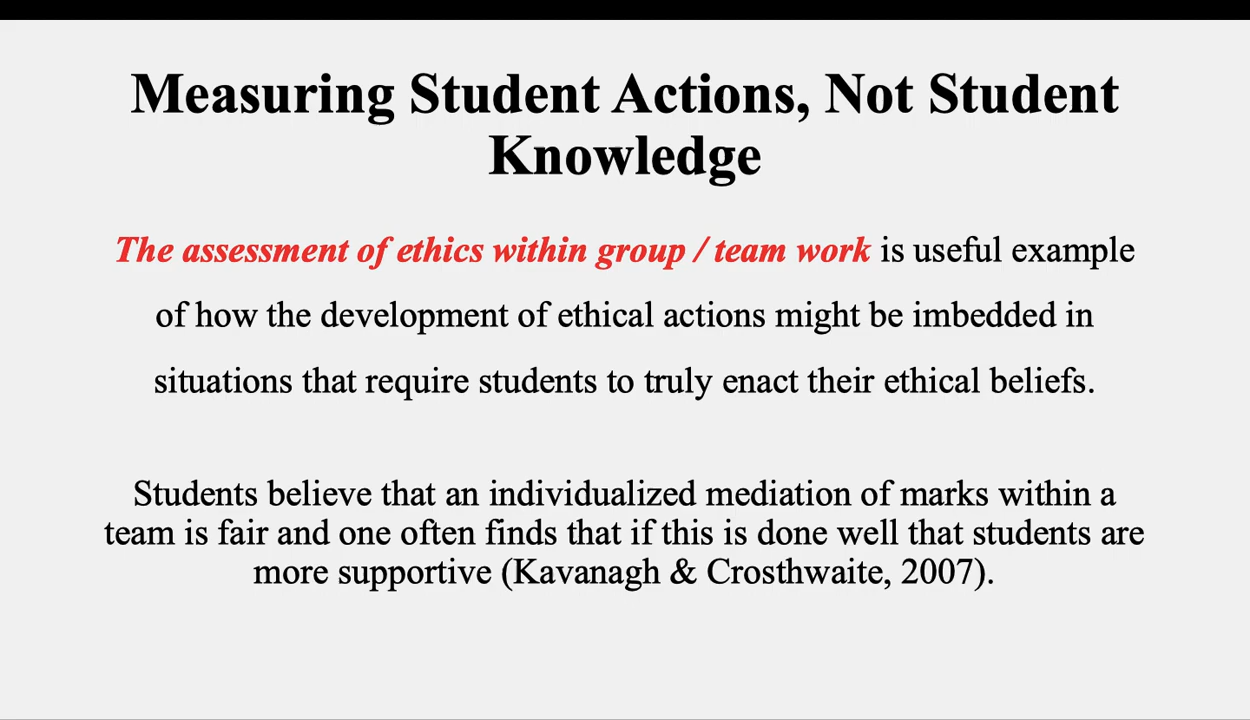 Measuring Student Actions, Not Student
Knowledge
The assessment of ethics within group / team work is useful example
of how the development of ethical actions might be imbedded in
situations that require students to truly enact their ethical beliefs.
Students believe that an individualized mediation of marks within a
team is fair and one often finds that if this is done well that students are
more supportive (Kavanagh & Crosthwaite, 2007).